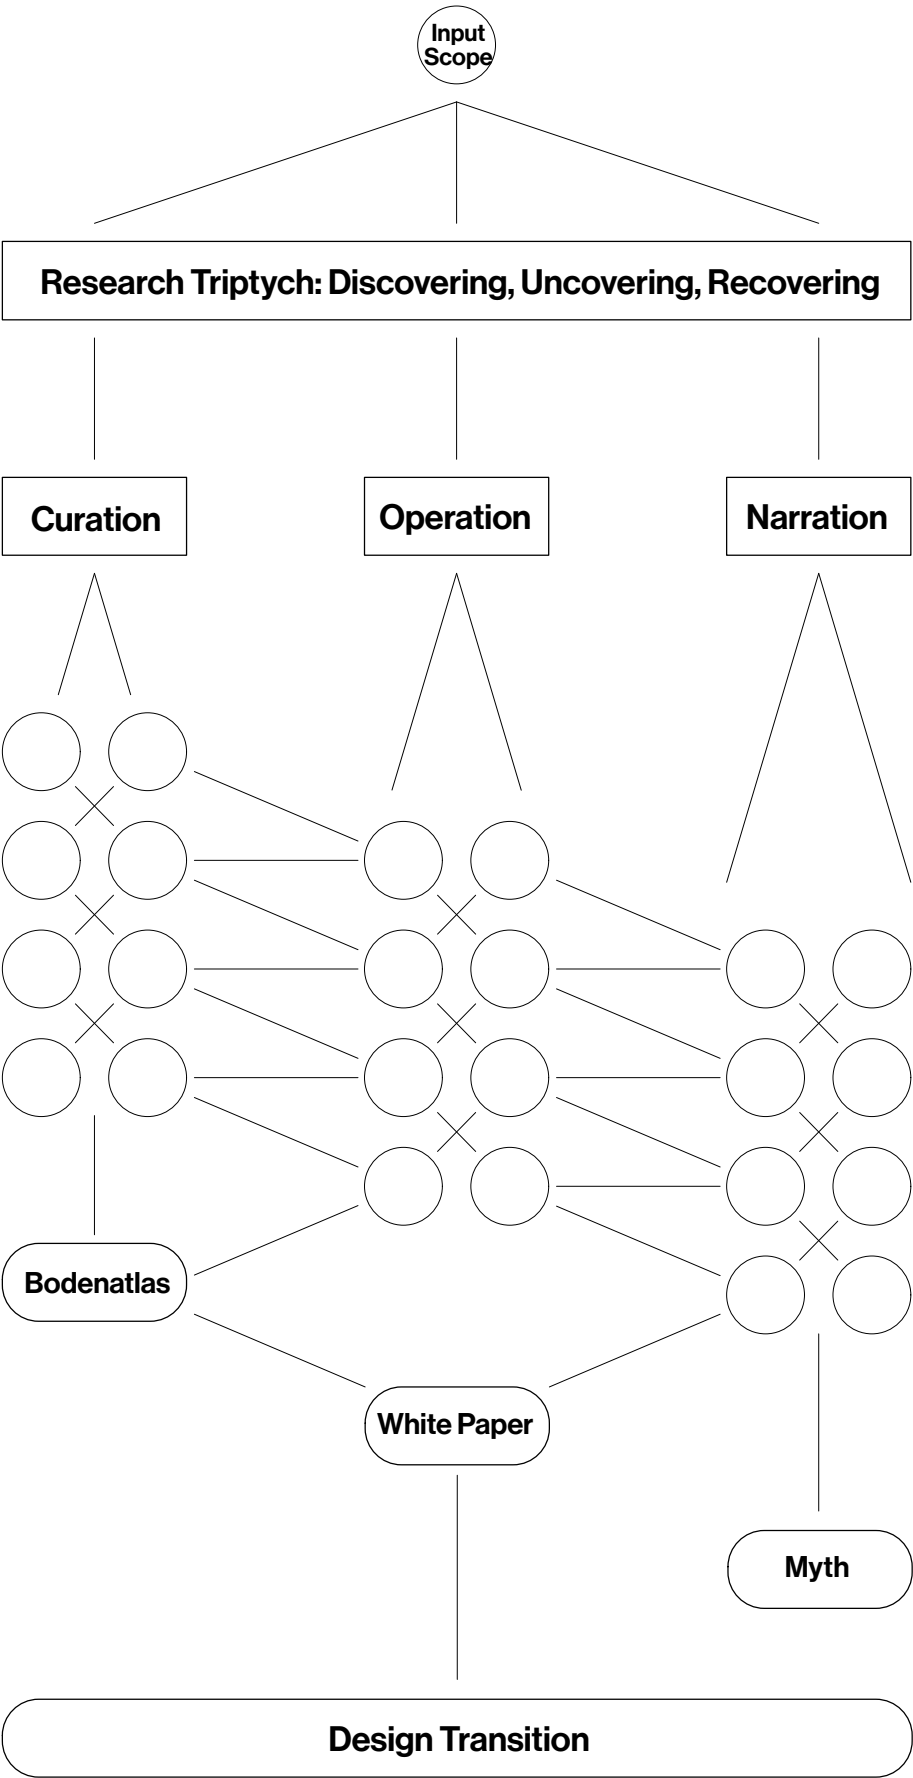 Input
Scope
Research Triptych: Discovering, Uncovering, Recovering
Curation
Operation
Narration
Bodenatlas
White Paper
Myth
Design Transition